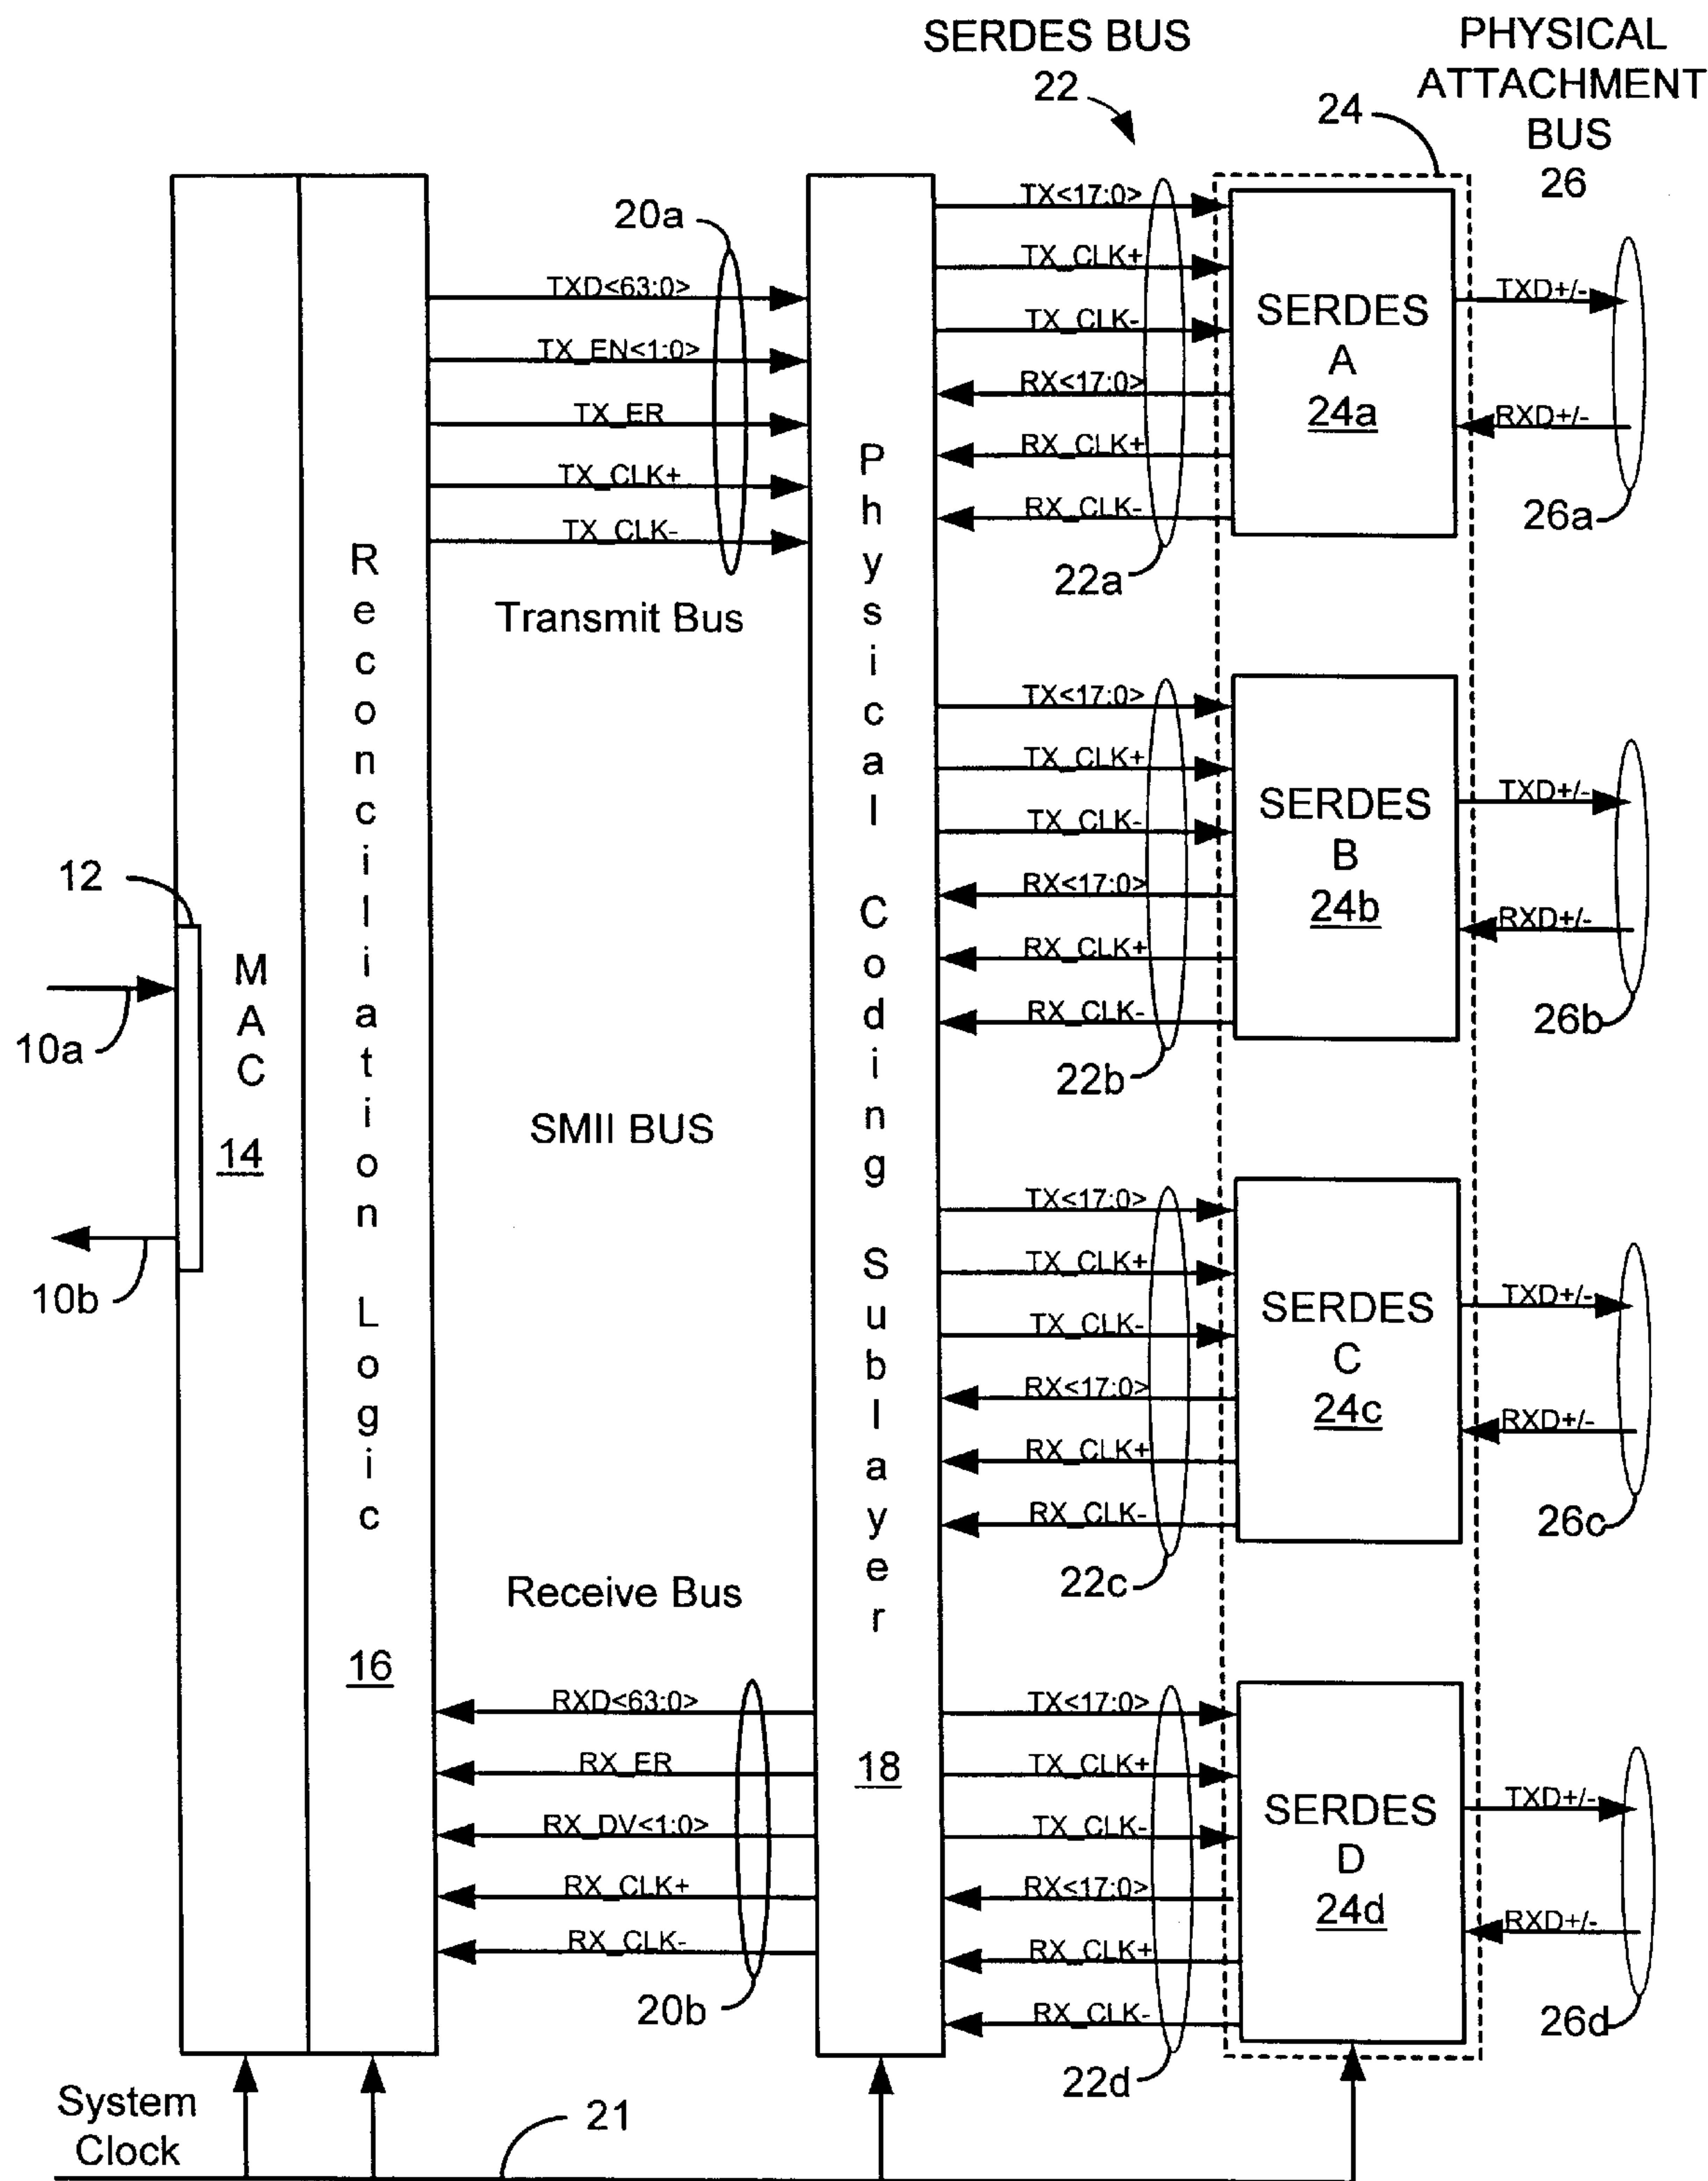 SERDES BUS
22
PHYSICAL
ATTACHMENT
BUS
26
24
20a
TXD<63:0>
TX_EN<1:0>
TX_ER
TX_CLK+
TX_CLK-
Transmit Bus
SMII BUS
Receive Bus
RXD<63:0>
RX_ER
RX_DV<1:0>
RX_CLK+
RX_CLK-
20b
12
10a
10b
MAC
14
Reconciliation Logic
16
Physical Coding Sublayer
18
TX<17:0>
TX_CLK+
TX_CLK-
RX<17:0>
RX_CLK+
RX_CLK-
22a
SERDES
A
24a
TXD+/-
RXD+/-
26a
TX<17:0>
TX_CLK+
TX_CLK-
RX<17:0>
RX_CLK+
RX_CLK-
22b
SERDES
B
24b
TXD+/-
RXD+/-
26b
TX<17:0>
TX_CLK+
TX_CLK-
RX<17:0>
RX_CLK+
RX_CLK-
22c
SERDES
C
24c
TXD+/-
RXD+/-
26c
TX<17:0>
TX_CLK+
TX_CLK-
RX<17:0>
RX_CLK+
RX_CLK-
22d
SERDES
D
24d
TXD+/-
RXD+/-
26d
System
Clock
21